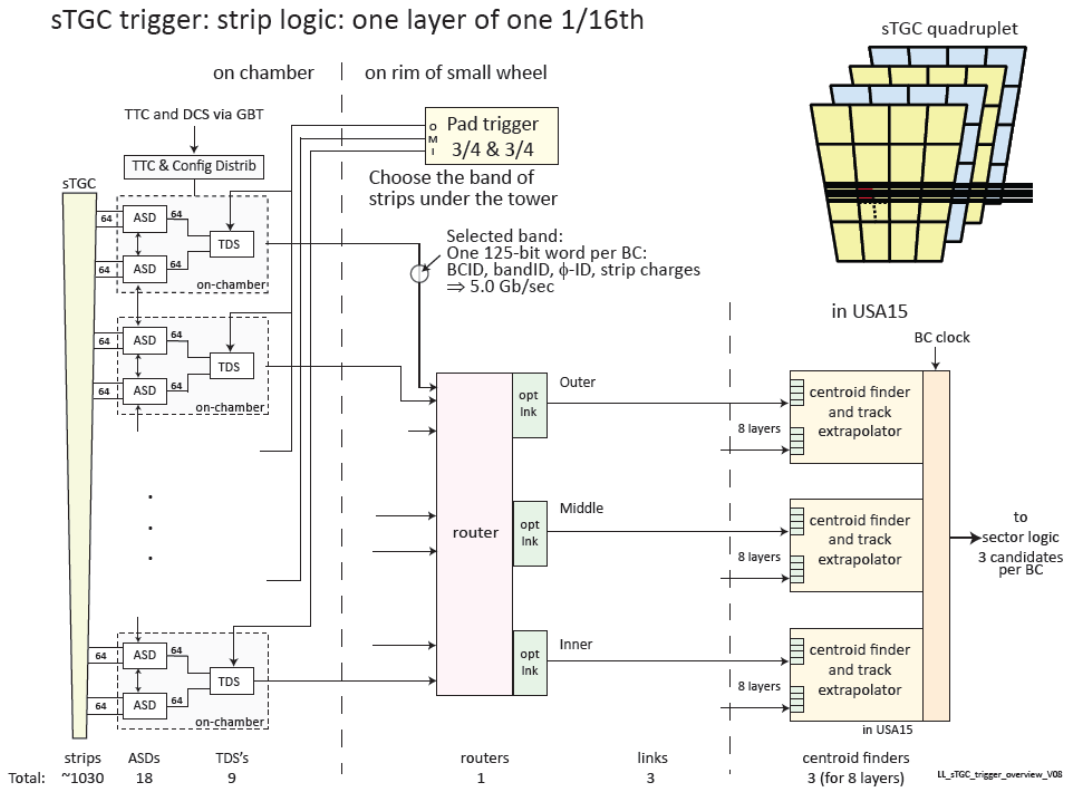 sTGC trigger: strip logic: one layer of one 1/16th
sTGC quadruplet
on chamber
on rim of small wheel
TTC and DCS via GBT
TTC & Config Distrib
O
M
I
Pad trigger
3/4 & 3/4
Choose the band of
strips under the tower
sTGC
64
ASD
64
TDS
64
ASD
64
on-chamber
Selected band:
One 125-bit word per BC:
BCID, bandID, ϕ-ID, strip charges
⇒ 5.0 Gb/sec
in USA15
BC clock
64
ASD
64
TDS
64
ASD
64
on-chamber
opt
lnk
Outer
8 layers
centroid finder
and track
extrapolator
router
opt
lnk
Middle
8 layers
centroid finder
and track
extrapolator
to
sector logic
3 candidates
per BC
64
ASD
64
TDS
64
ASD
64
on-chamber
opt
lnk
Inner
8 layers
centroid finder
and track
extrapolator
in USA15
strips ASDs TDS's routers links centroid finders
Total: ~1030 18 9 1 3 3 (for 8 layers)
LL_sTGC_trigger_overview_V08